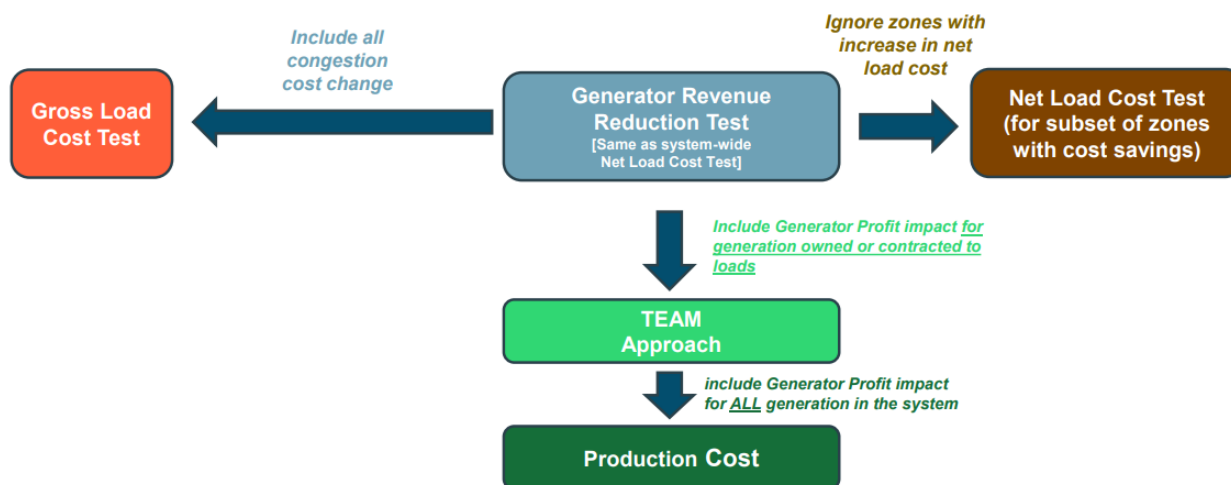 Include all
congestion
cost change
Ignore zones with
increase in net
load cost
Gross Load
Cost Test
Generator Revenue
Reduction Test
[Same as system-wide
Net Load Cost Test]
Net Load Cost Test
(for subset of zones
with cost savings)
Include Generator Profit impact for
generation owned or contracted to
loads
TEAM
Approach
include Generator Profit impact
for ALL generation in the system
Production Cost